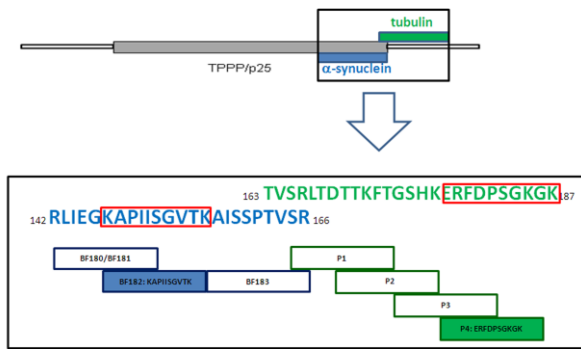 tubulin
TPPP/p25
α-synuclein
163 TVSRLTDTTKFTGSHKERFDPSGKGK 187
142 RLIEGKAPIISGVTKAISSPTVSR 166
BF180/BF181
P1
BF182: KAPIISGVTK
BF183
P2
P3
P4: ERFDPSGKGK